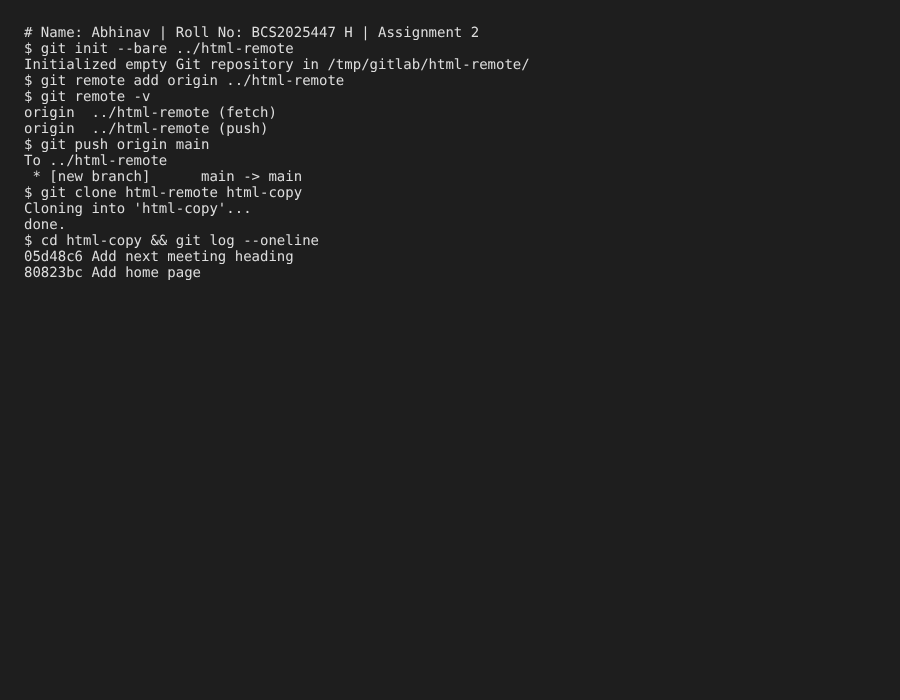 # Name: Abhinav | Roll No: BCS2025447 H | Assignment 2
$ git init --bare ../html-remote
Initialized empty Git repository in /tmp/gitlab/html-remote/
$ git remote add origin ../html-remote
$ git remote -v
origin  ../html-remote (fetch)
origin  ../html-remote (push)
$ git push origin main
To ../html-remote
 * [new branch]      main -> main
$ git clone html-remote html-copy
Cloning into 'html-copy'...
done.
$ cd html-copy && git log --oneline
05d48c6 Add next meeting heading
80823bc Add home page